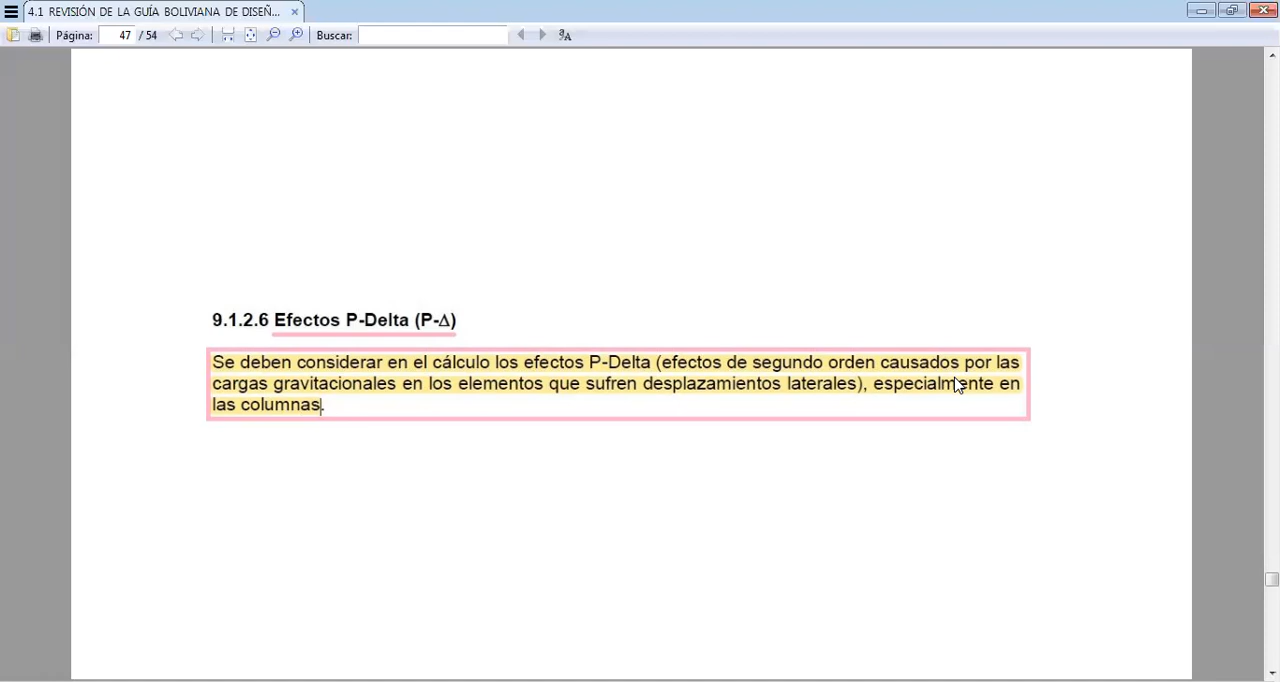 4.1 REVISIÓN DE LA GUÍA BOLIVIANA DE DISEÑ...
Página: 47 / 54 Buscar:
9.1.2.6 Efectos P-Delta (P-Δ)
Se deben considerar en el cálculo los efectos P-Delta (efectos de segundo orden causados por las
cargas gravitacionales en los elementos que sufren desplazamientos laterales), especialmente en
las columnas.